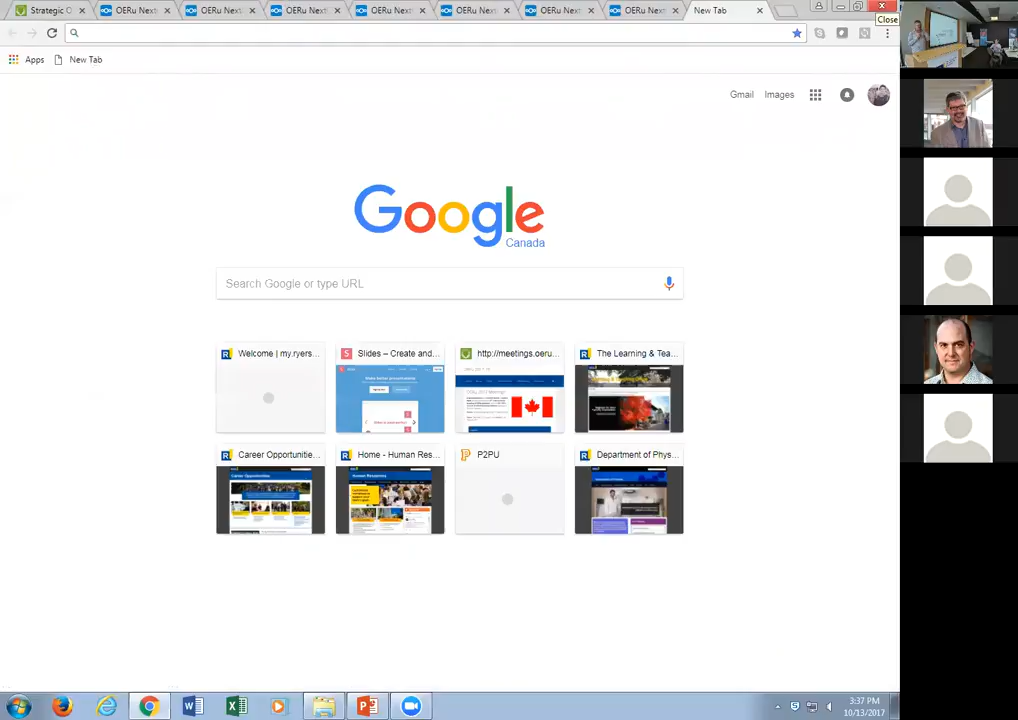 Strategic O
OERu Next
OERu Next
OERu Next
OERu Next
OERu Next
OERu Next
OERu Next
New Tab
Close
Apps
New Tab
Gmail
Images
Google
Canada
Search Google or type URL
Welcome | my.ryers...
Slides – Create and...
http://meetings.oeru...
The Learning & Tea...
Career Opportunitie...
Home - Human Res...
P2PU
Department of Phys...
3:37 PM
10/13/2017